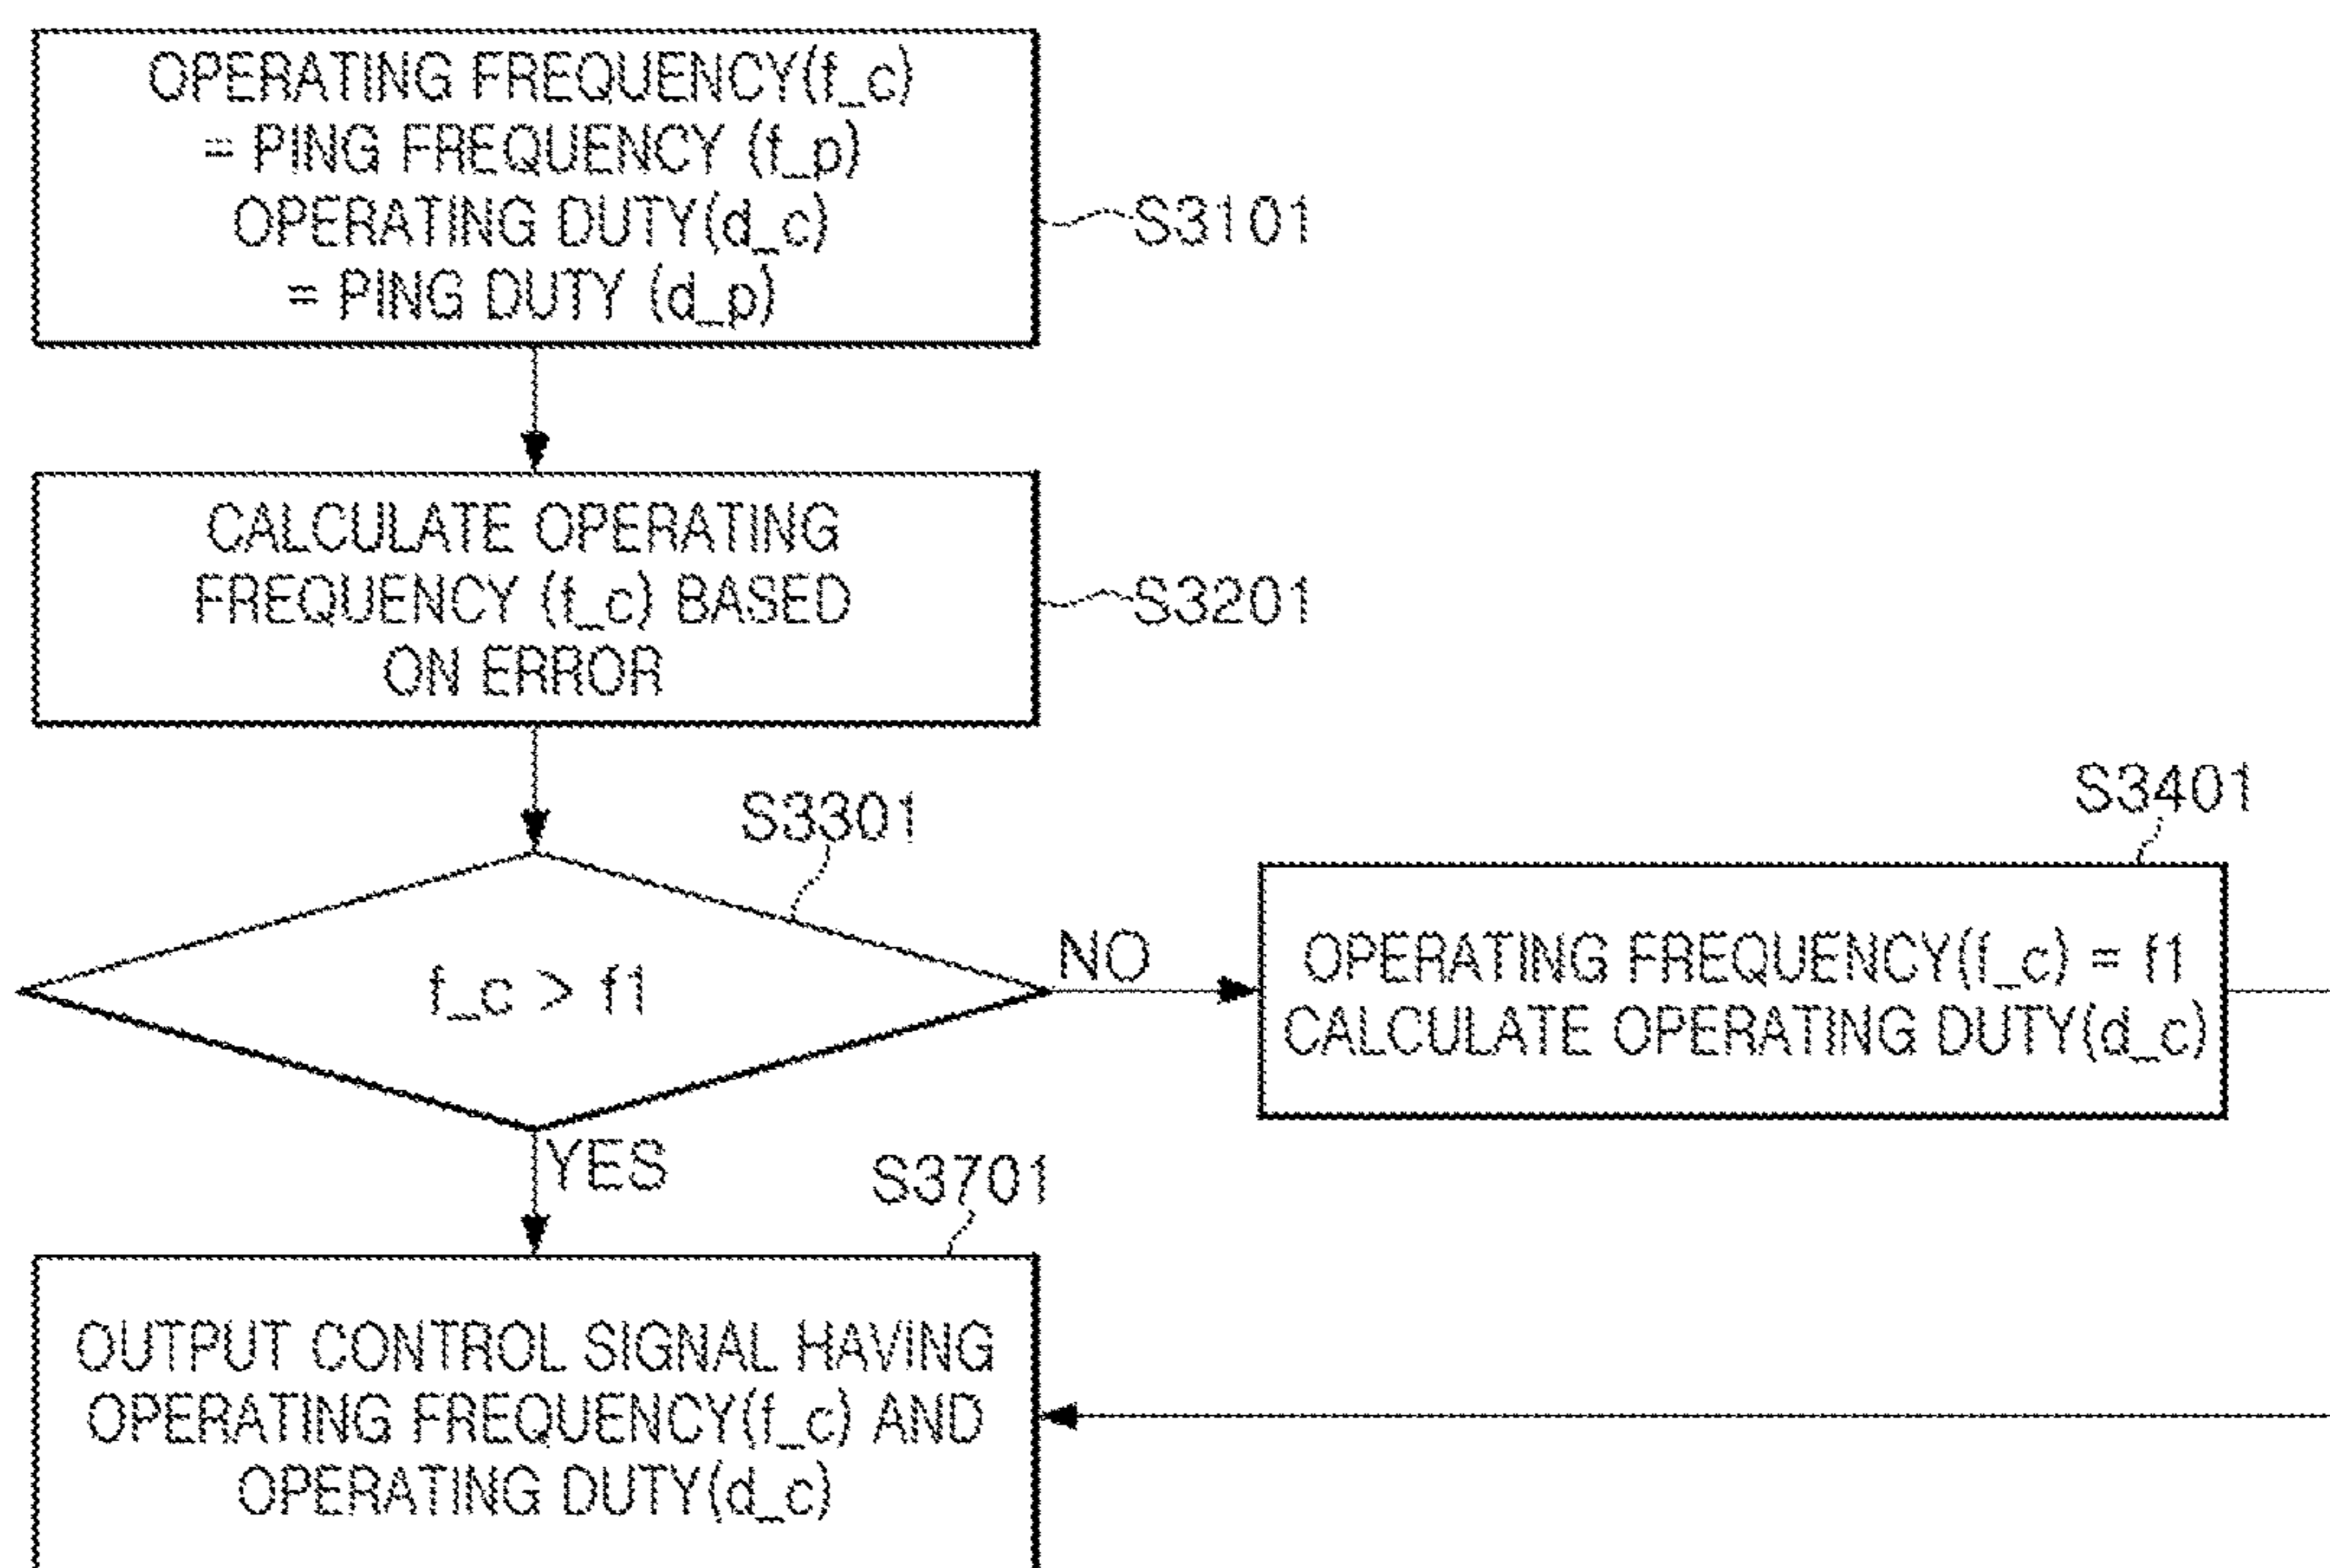 OPERATING FREQUENCY(f_c)
= PING FREQUENCY (f_p)
OPERATING DUTY(d_c)
= PING DUTY (d_p)
S3101
CALCULATE OPERATING
FREQUENCY (f_c) BASED
ON ERROR
S3201
S3301
f_c > f1
NO
YES
S3401
OPERATING FREQUENCY(f_c) = f1
CALCULATE OPERATING DUTY(d_c)
S3701
OUTPUT CONTROL SIGNAL HAVING
OPERATING FREQUENCY(f_c) AND
OPERATING DUTY(d_c)